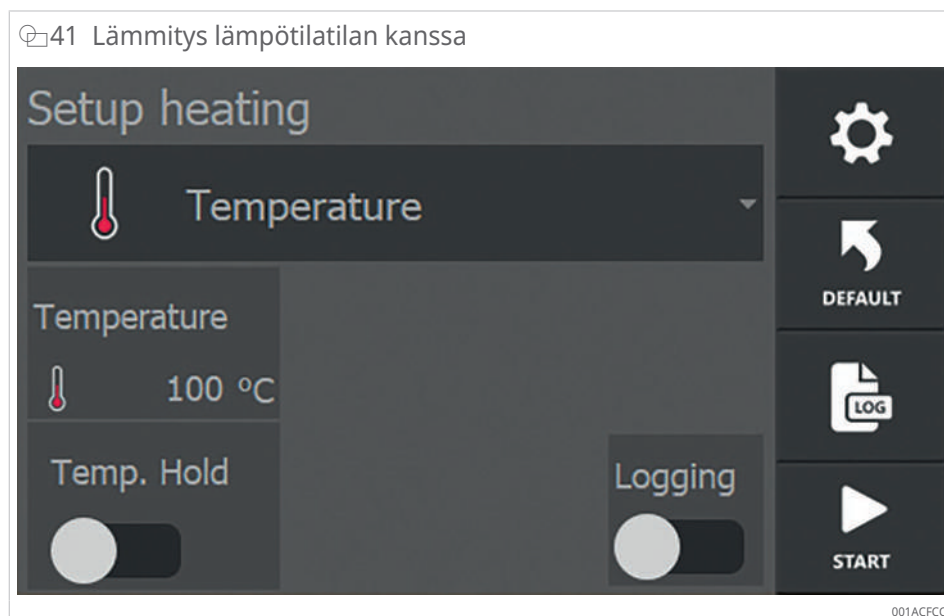 41 Lämmitys lämpötilatilan kanssa
Setup heating
Temperature
DEFAULT
Temperature
100 °C
LOG
Temp. Hold
Logging
START
001ACFCC